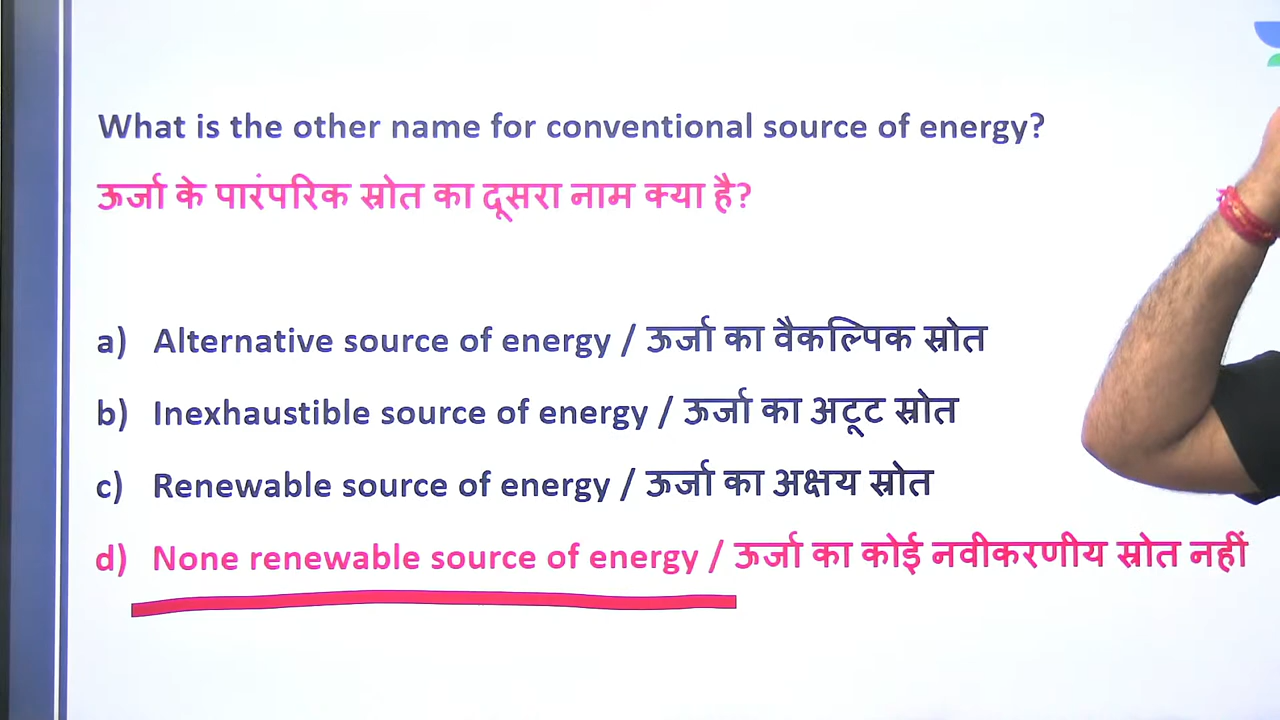 What is the other name for conventional source of energy?
ऊर्जा के पारंपरिक स्रोत का दूसरा नाम क्या है?
a) Alternative source of energy / ऊर्जा का वैकल्पिक स्रोत
b) Inexhaustible source of energy / ऊर्जा का अटूट स्रोत
c) Renewable source of energy / ऊर्जा का अक्षय स्रोत
d) None renewable source of energy / ऊर्जा का कोई नवीकरणीय स्रोत नहीं